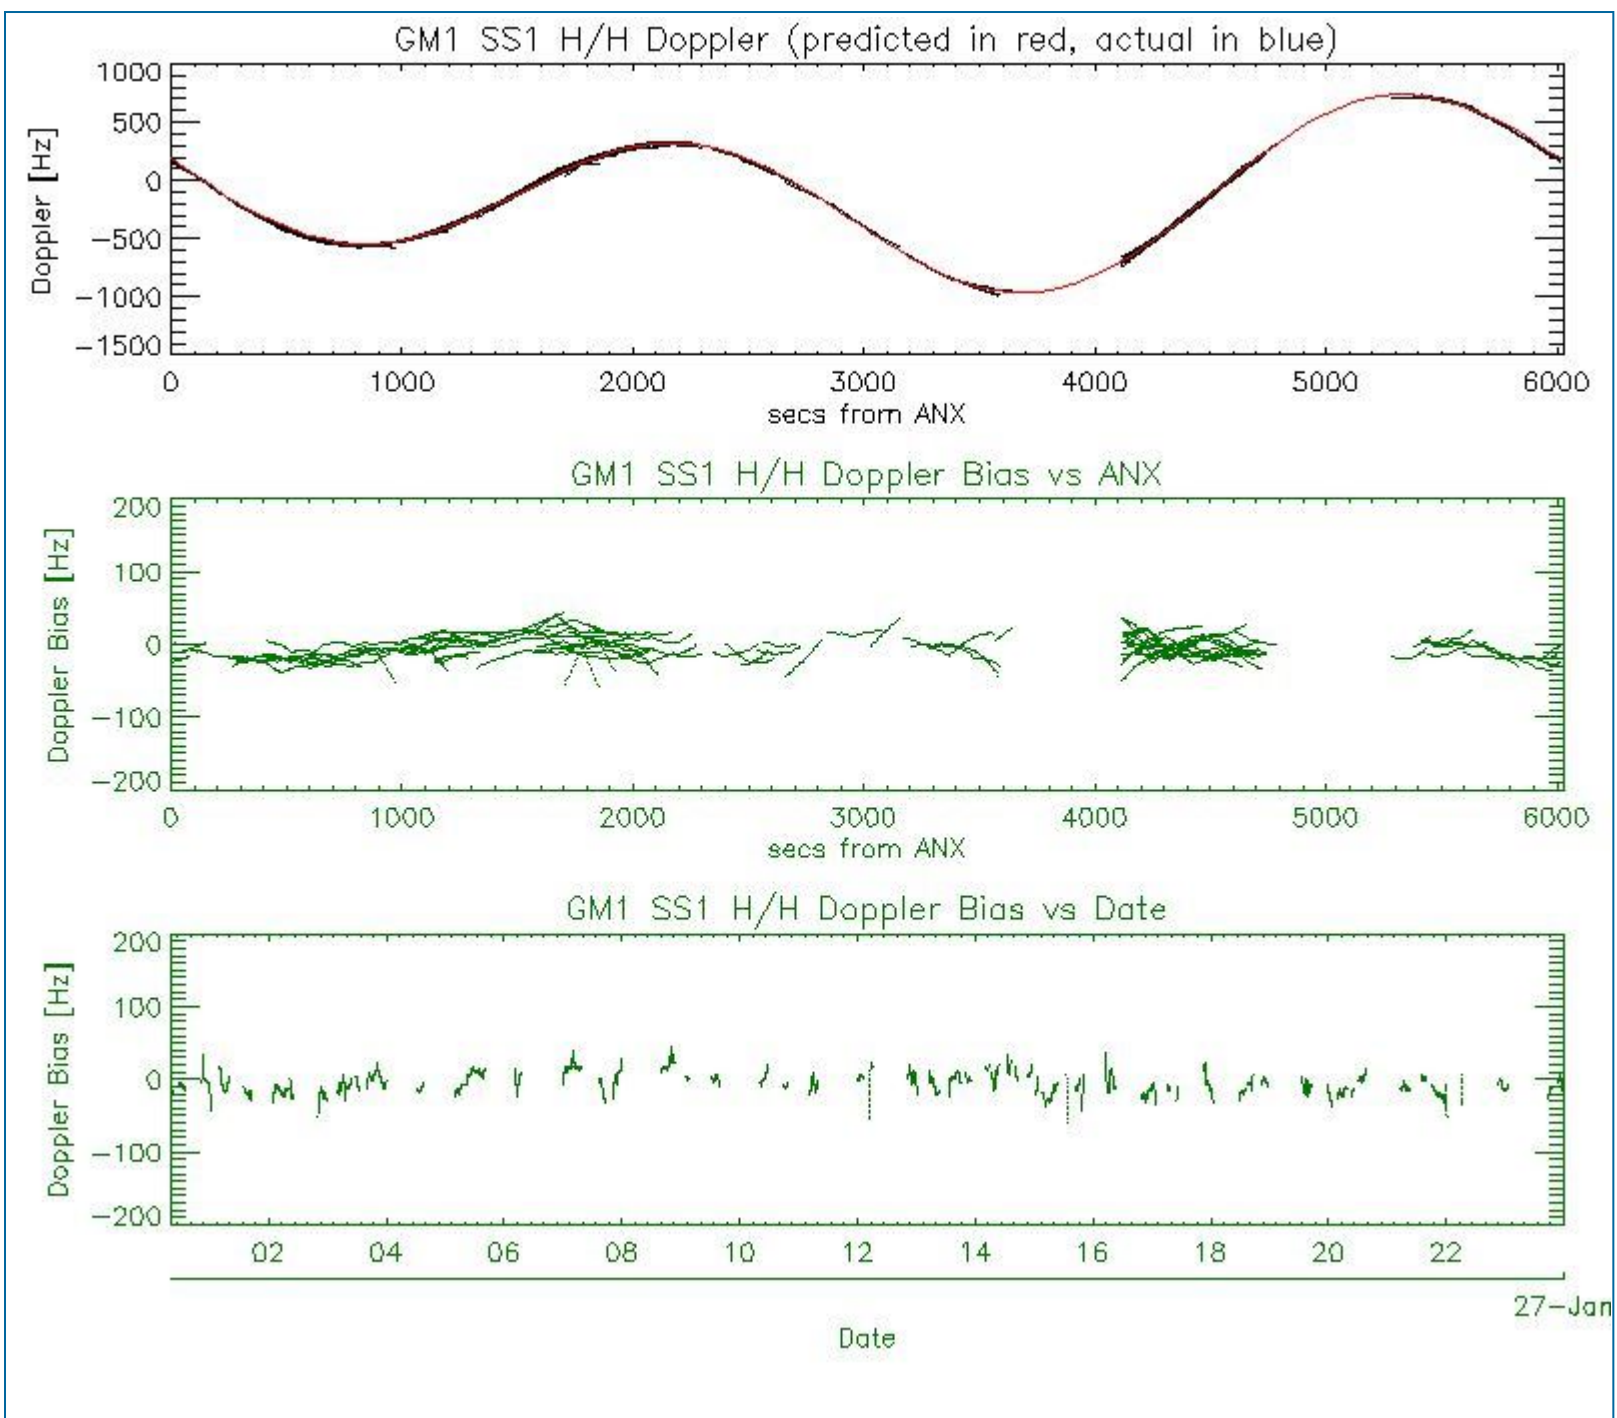 GM1 SS1 H/H Doppler (predicted in red, actual in blue)
Doppler [Hz]
1000
500
0
−500
−1000
−1500
0 1000 2000 3000 4000 5000 6000
secs from ANX
GM1 SS1 H/H Doppler Bias vs ANX
Doppler Bias [Hz]
200
100
0
−100
−200
0 1000 2000 3000 4000 5000 6000
secs from ANX
GM1 SS1 H/H Doppler Bias vs Date
Doppler Bias [Hz]
200
100
0
−100
−200
02 04 06 08 10 12 14 16 18 20 22
27−Jan
Date